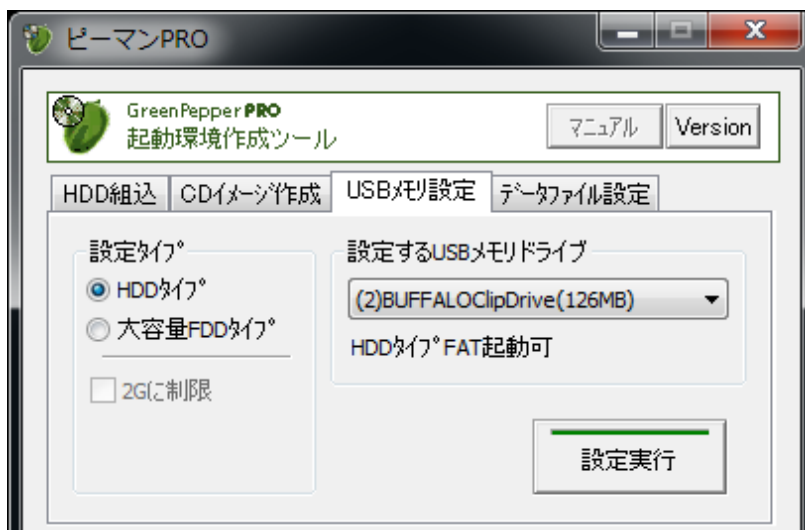 ピーマンPRO
GreenPepper PRO
起動環境作成ツール
マニュアル
Version
HDD組込
CDイメージ作成
USBメモリ設定
データファイル設定
設定タイプ
HDDタイプ
大容量FDDタイプ
2Gに制限
設定するUSBメモリドライブ
(2)BUFFALOClipDrive(126MB)
HDDタイプFAT起動可
設定実行